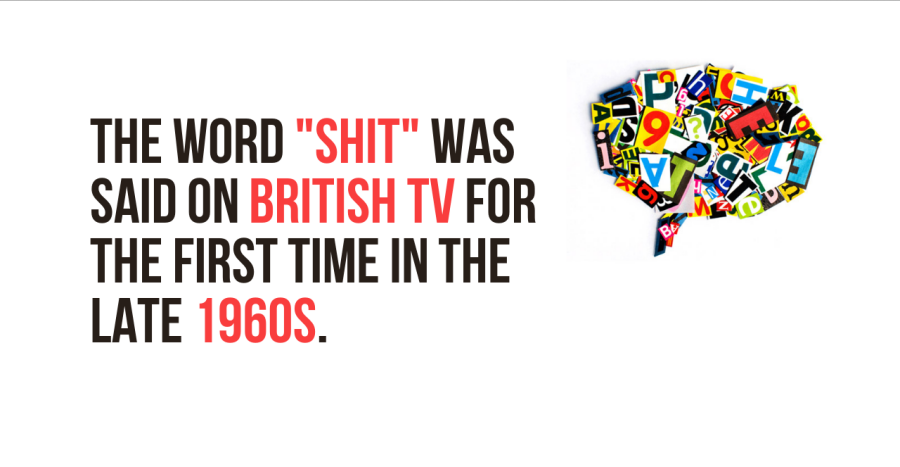 THE WORD "SHIT" WAS
SAID ON BRITISH TV FOR
THE FIRST TIME IN THE
LATE 1960S.